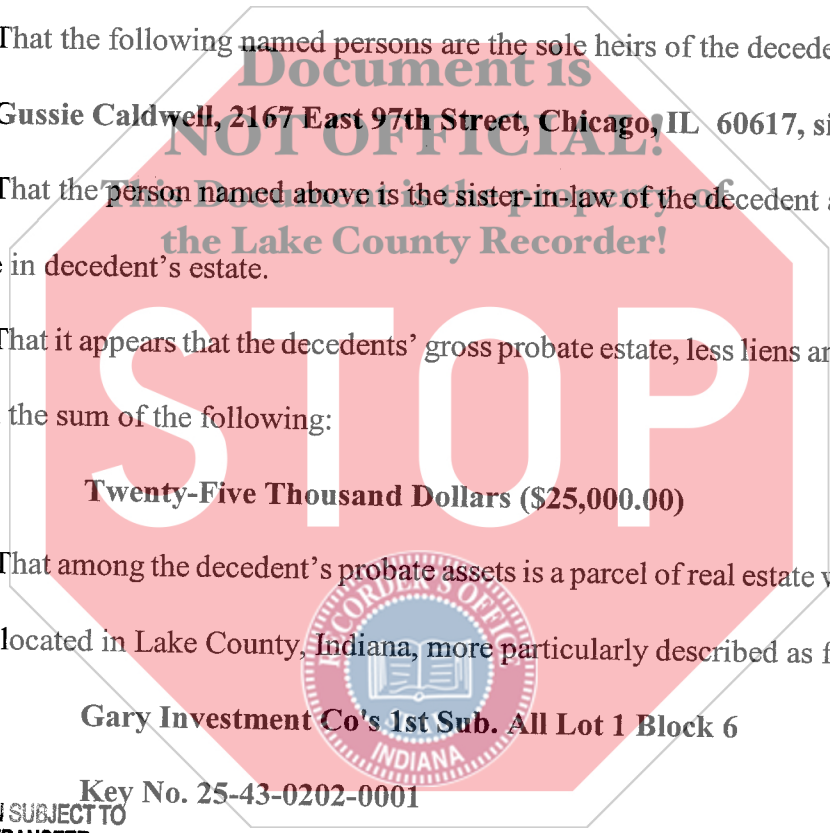 That the following named persons are the sole heirs of the
Document is
Gussie Caldwell, 2167 East 97th Street, Chicago, IL 60617,
NOT OFFICIAL!
That the person named above is the sister-in-law of the decedent
This Document is the property of
the Lake County Recorder!
in decedent's estate.
That it appears that the decedents' gross probate estate, less liens
the sum of the following:
STOP
Twenty-Five Thousand Dollars ($25,000.00)
That among the decedent's probate assets is a parcel of real estate
RECORDER'S OFFICE
located in Lake County, Indiana, more particularly described as
Gary Investment Co's 1st Sub. All Lot 1 Block 6
INDIANA
Key No. 25-43-0202-0001
SUBJECT TO